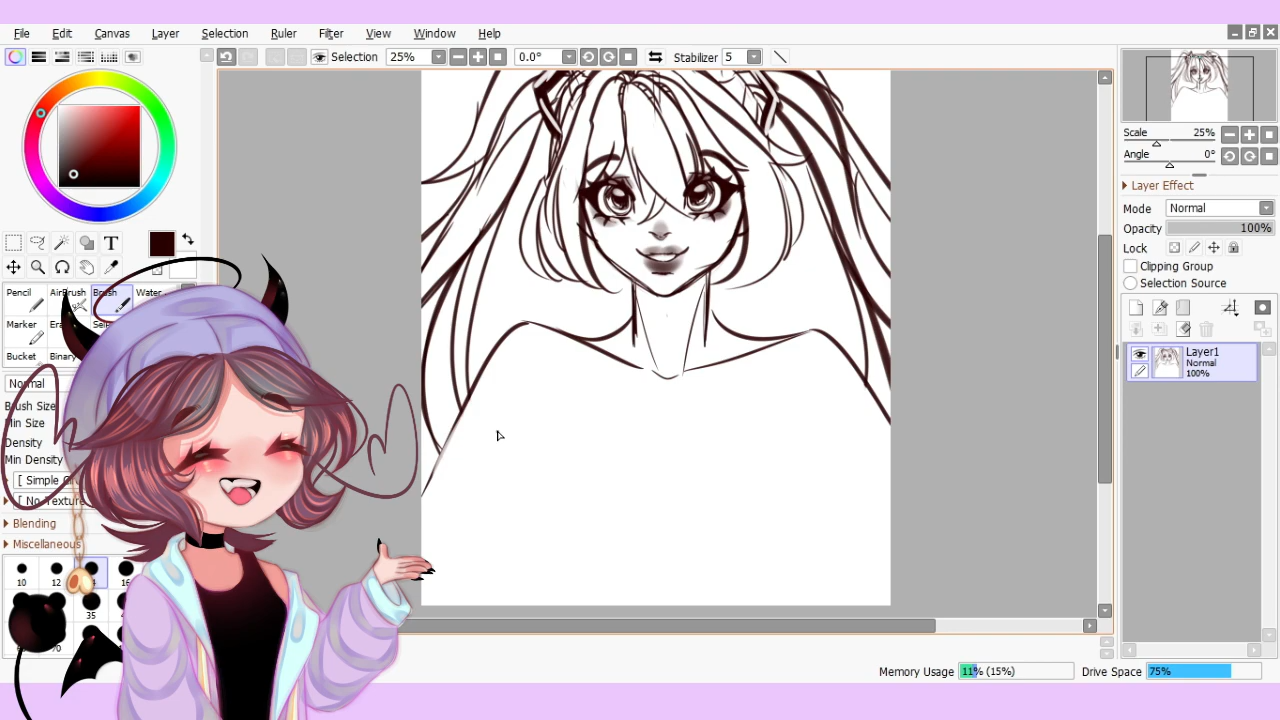 File Edit Canvas Layer Selection Ruler Filter View Window Help
Selection 25% 0.0° Stabilizer 5
Scale 25%
Angle 0°
Layer Effect
Mode Normal
Opacity 100%
Lock
Clipping Group
Selection Source
Layer1
Normal
100%
T
Pencil AirBrush Brush Water
Marker
Bucket Binary
Normal
Brush Size
Min Size
Density
Min Density
[ Simple
[ No Texture
Blending
Miscellaneous
10 12
35
Memory Usage 11% (15%) Drive Space 75%